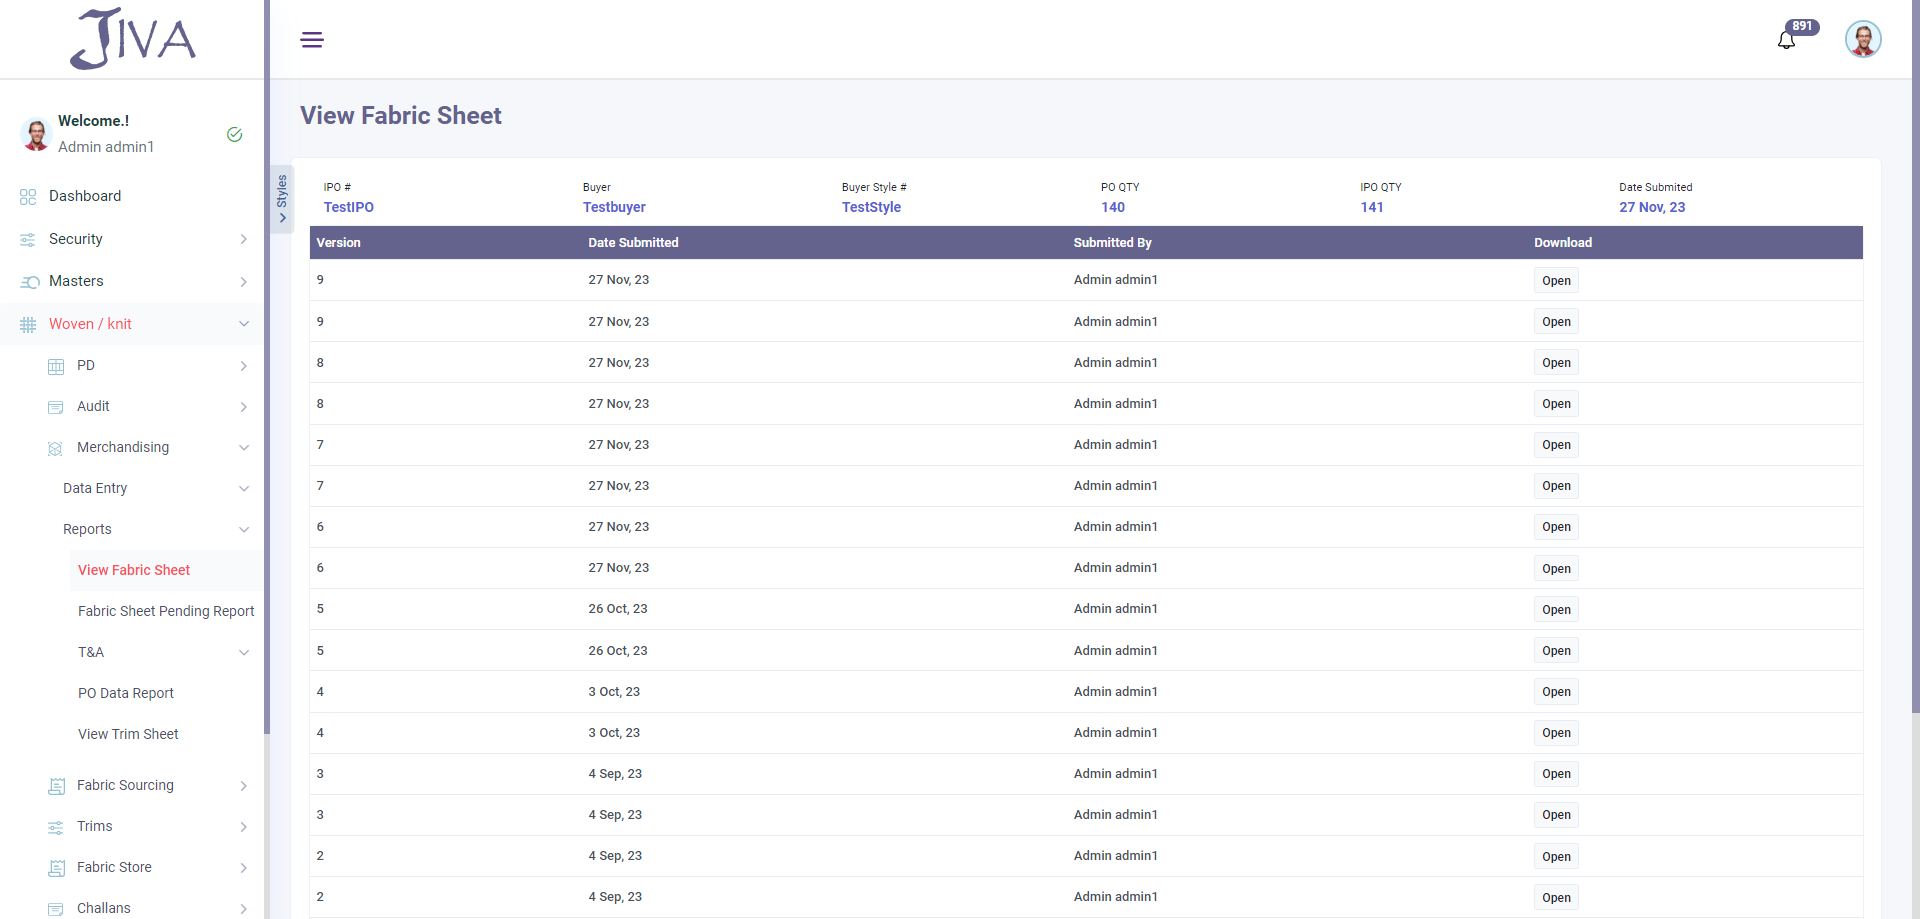 JIVA
891
Welcome.!
Admin admin1
Dashboard
Security
Masters
Woven / knit
PD
Audit
Merchandising
Data Entry
Reports
View Fabric Sheet
Fabric Sheet Pending Report
T&A
PO Data Report
View Trim Sheet
Fabric Sourcing
Trims
Fabric Store
Challans
Styles
View Fabric Sheet
IPO # Buyer Buyer Style # PO QTY IPO QTY Date Submited
TestIPO Testbuyer TestStyle 140 141 27 Nov, 23
Version Date Submitted Submitted By Download
9 27 Nov, 23 Admin admin1 Open
9 27 Nov, 23 Admin admin1 Open
8 27 Nov, 23 Admin admin1 Open
8 27 Nov, 23 Admin admin1 Open
7 27 Nov, 23 Admin admin1 Open
7 27 Nov, 23 Admin admin1 Open
6 27 Nov, 23 Admin admin1 Open
6 27 Nov, 23 Admin admin1 Open
5 26 Oct, 23 Admin admin1 Open
5 26 Oct, 23 Admin admin1 Open
4 3 Oct, 23 Admin admin1 Open
4 3 Oct, 23 Admin admin1 Open
3 4 Sep, 23 Admin admin1 Open
3 4 Sep, 23 Admin admin1 Open
2 4 Sep, 23 Admin admin1 Open
2 4 Sep, 23 Admin admin1 Open